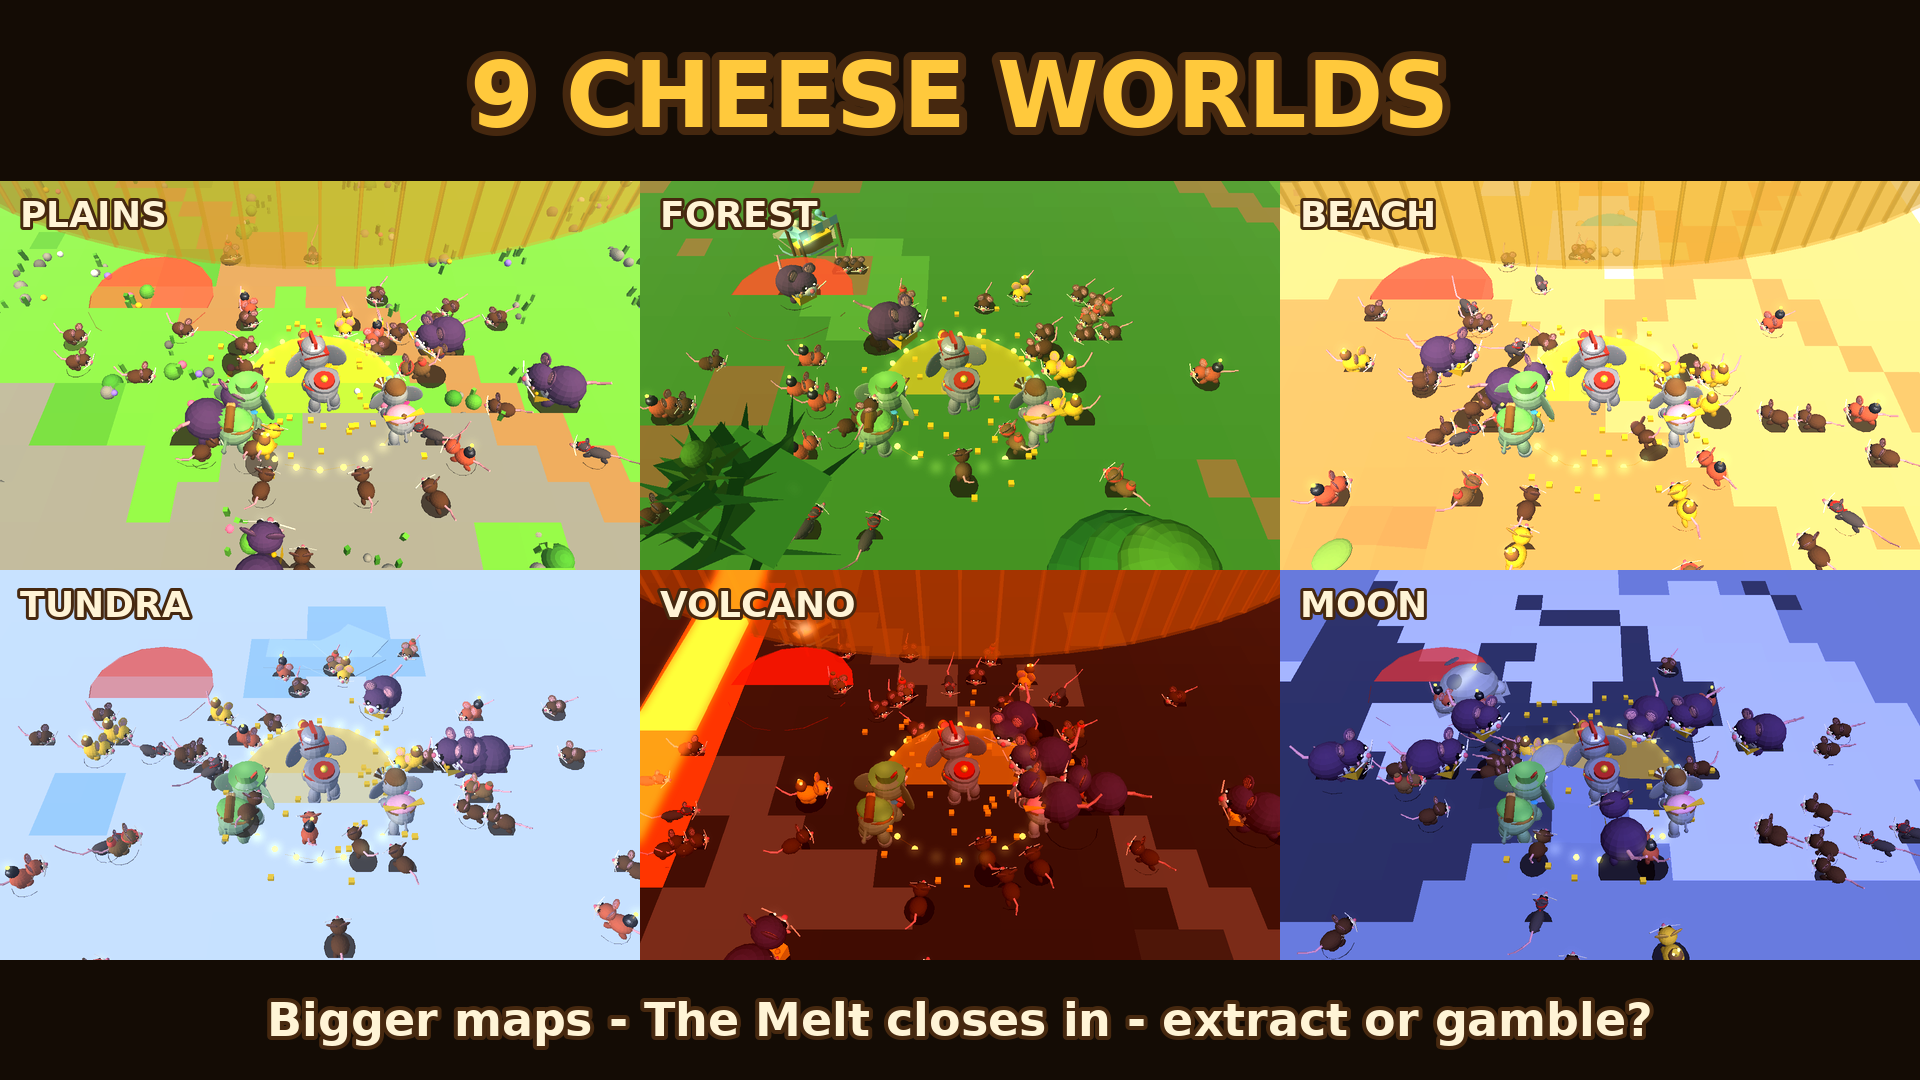 9 CHEESE WORLDS
PLAINS
FOREST
BEACH
TUNDRA
VOLCANO
MOON
Bigger maps - The Melt closes in - extract or gamble?